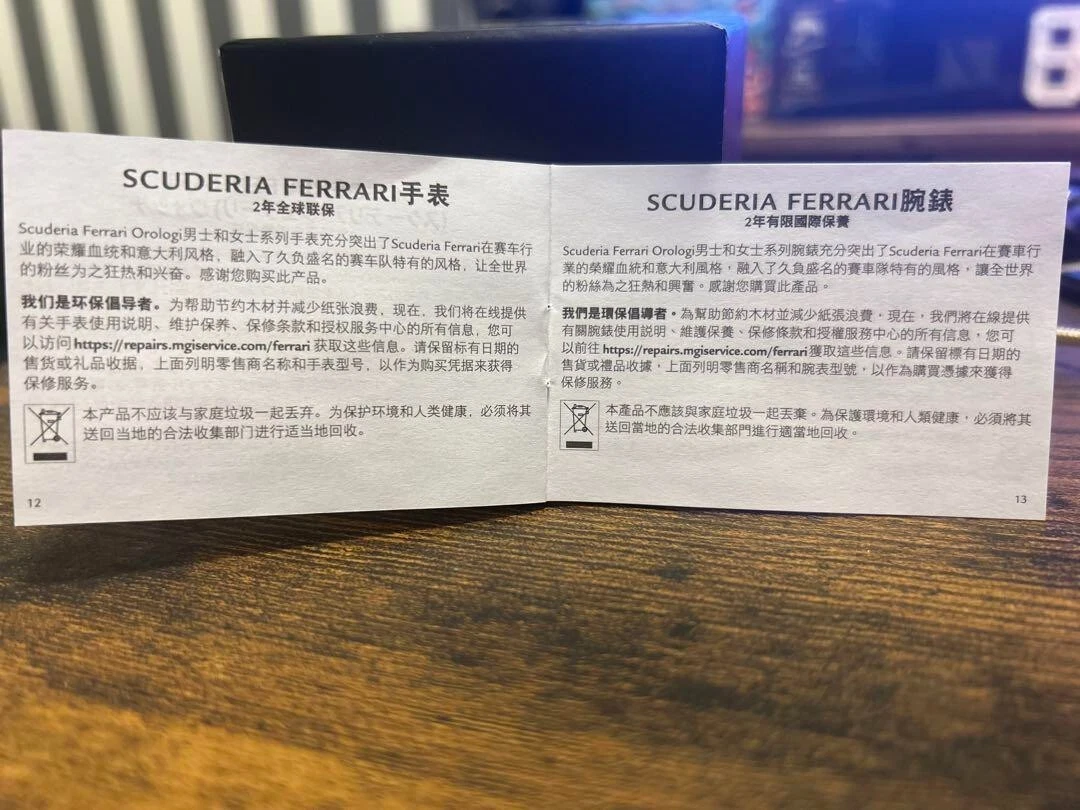 SCUDERIA FERRARI手表
2年全球联保
Scuderia Ferrari Orologi男士和女士系列手表充分突出了Scuderia Ferrari在赛车行
业的荣耀血统和意大利风格，融入了久负盛名的赛车队特有的风格，让全世界
的粉丝为之狂热和兴奋。感谢您购买此产品。
我们是环保倡导者。为帮助节约木材并减少纸张浪费，现在，我们将在线提供
有关手表使用说明、维护保养、保修条款和授权服务中心的所有信息，您可
以访问https://repairs.mgiservice.com/ferrari 获取这些信息。请保留标有日期的
售货或礼品收据，上面列明零售商名称和手表型号，以作为购买凭据来获得
保修服务。
本产品不应该与家庭垃圾一起丢弃。为保护环境和人类健康，必须将其
送回当地的合法收集部门进行适当地回收。
12
SCUDERIA FERRARI腕錶
2年有限國際保養
Scuderia Ferrari Orologi男士和女士系列腕錶充分突出了Scuderia Ferrari在賽車行
業的榮耀血統和意大利風格，融入了久負盛名的賽車隊特有的風格，讓全世界
的粉絲為之狂熱和興奮。感謝您購買此產品。
我們是環保倡導者。為幫助節約木材並減少紙張浪費，現在，我們將在線提供
有關腕錶使用説明、維護保養、保修條款和授權服務中心的所有信息，您可
以前往 https://repairs.mgiservice.com/ferrari 獲取這些信息。請保留標有日期的
售貨或禮品收據，上面列明零售商名稱和腕表型號，以作為購買憑據來獲得
保修服務。
本產品不應該與家庭垃圾一起丟棄。為保護環境和人類健康，必須將其
送回當地的合法收集部門進行適當地回收。
13
8